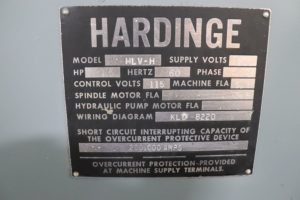 HARDINGE
MODEL HLV-H SUPPLY VOLTS
HP HERTZ 60 PHASE
CONTROL VOLTS 115 MACHINE FLA
SPINDLE MOTOR FLA
HYDRAULIC PUMP MOTOR FLA
WIRING DIAGRAM KLD-8220
SHORT CIRCUIT INTERRUPTING CAPACITY OF
THE OVERCURRENT PROTECTIVE DEVICE
AMPS
OVERCURRENT PROTECTION PROVIDED
AT MACHINE SUPPLY TERMINALS.